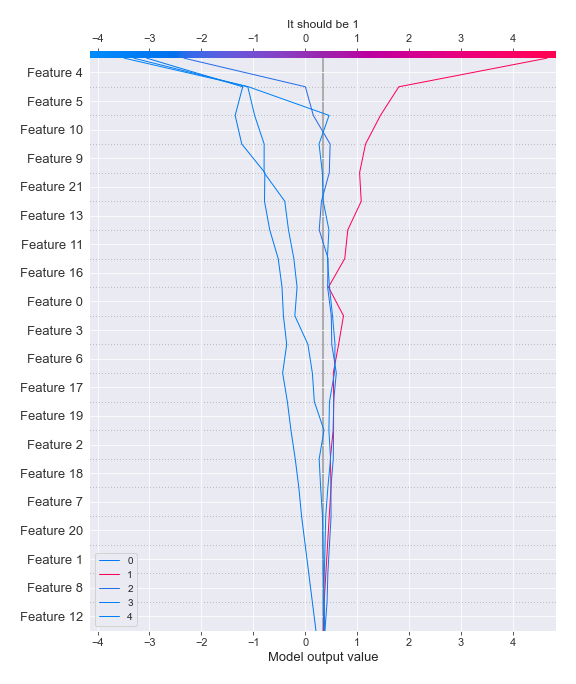 It should be 1
−4 −3 −2 −1 0 1 2 3 4
Feature 4
Feature 5
Feature 10
Feature 9
Feature 21
Feature 13
Feature 11
Feature 16
Feature 0
Feature 3
Feature 6
Feature 17
Feature 19
Feature 2
Feature 18
Feature 7
Feature 20
Feature 1
Feature 8
Feature 12
0
1
2
3
4
−4 −3 −2 −1 0 1 2 3 4
Model output value